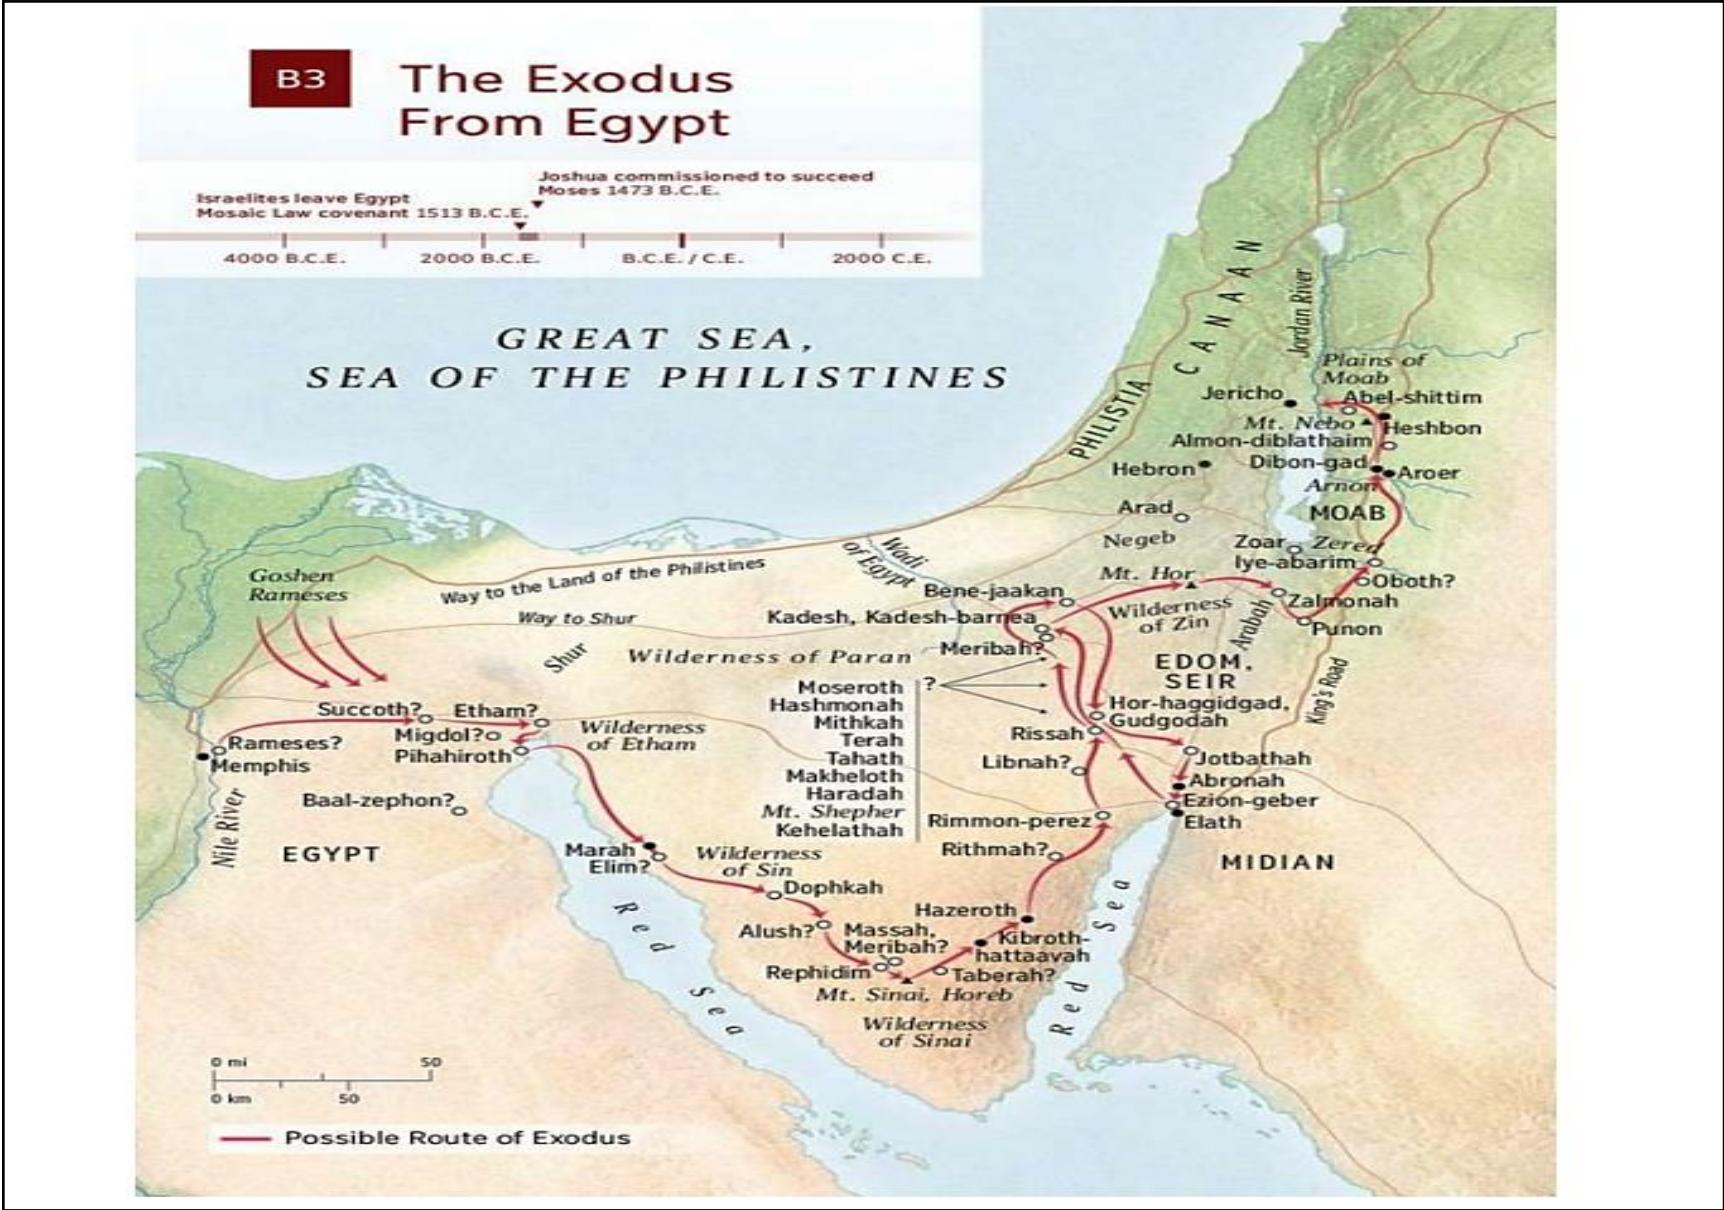 B3
The Exodus
From Egypt
Joshua commissioned to succeed
Moses 1473 B.C.E.
Israelites leave Egypt
Mosaic Law covenant 1513 B.C.E.
4000 B.C.E.
2000 B.C.E.
B.C.E. / C.E.
2000 C.E.
GREAT SEA,
SEA OF THE PHILISTINES
CANAAN
Jordan River
PHILISTIA
Plains of
Moab
Jericho
Abel-shittim
Mt. Nebo
Heshbon
Almon-diblathaim
Hebron
Dibon-gad
Aroer
Arnon
Arad
MOAB
Negeb
Zoar
Zered
Iye-abarim
Wadi
of Egypt
Goshen
Rameses
Way to the Land of the Philistines
Mt. Hor
Oboth?
Bene-jaakan
Zalmonah
Way to Shur
Kadesh, Kadesh-barnea
Wilderness
of Zin
Arabah
Punon
Shur
Wilderness of Paran
Meribah?
EDOM,
SEIR
King's Road
Moseroth
Hashmonah
Mithkah
Terah
Tahath
Makheloth
Haradah
Mt. Shepher
Kehelathah
?
Hor-haggidgad,
Gudgodah
Succoth?
Etham?
Migdol?
Pihahiroth
Wilderness
of Etham
Rissah
Rameses?
Memphis
Libnah?
Jotbathah
Abronah
Baal-zephon?
Ezion-geber
Elath
Rimmon-perez
Nile River
EGYPT
Marah
Elim?
Wilderness
of Sin
Rithmah?
MIDIAN
Dophkah
Red Sea
Hazeroth
Alush?
Massah,
Meribah?
Kibroth-
hattaavah
Rephidim
Taberah?
Mt. Sinai, Horeb
Red Sea
Wilderness
of Sinai
0 mi
50
0 km
50
Possible Route of Exodus